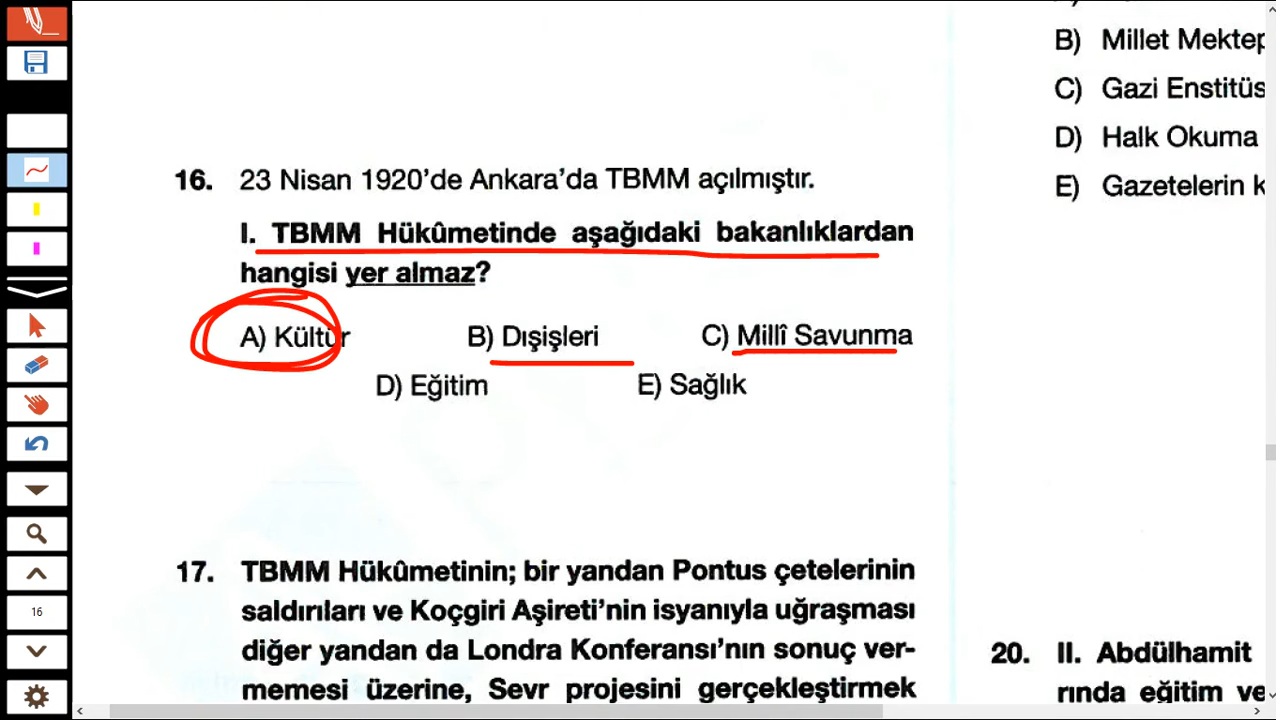 16. 23 Nisan 1920’de Ankara’da TBMM açılmıştır.
I. TBMM Hükûmetinde aşağıdaki bakanlıklardan
hangisi yer almaz?
A) Kültür B) Dışişleri C) Millî Savunma
D) Eğitim E) Sağlık
17. TBMM Hükûmetinin; bir yandan Pontus çetelerinin
saldırıları ve Koçgiri Aşireti’nin isyanıyla uğraşması
diğer yandan da Londra Konferansı’nın sonuç ver-
memesi üzerine, Sevr projesini gerçekleştirmek
B) Millet Mektep
C) Gazi Enstitüs
D) Halk Okuma
E) Gazetelerin k
20. II. Abdülhamit
rında eğitim ve
16